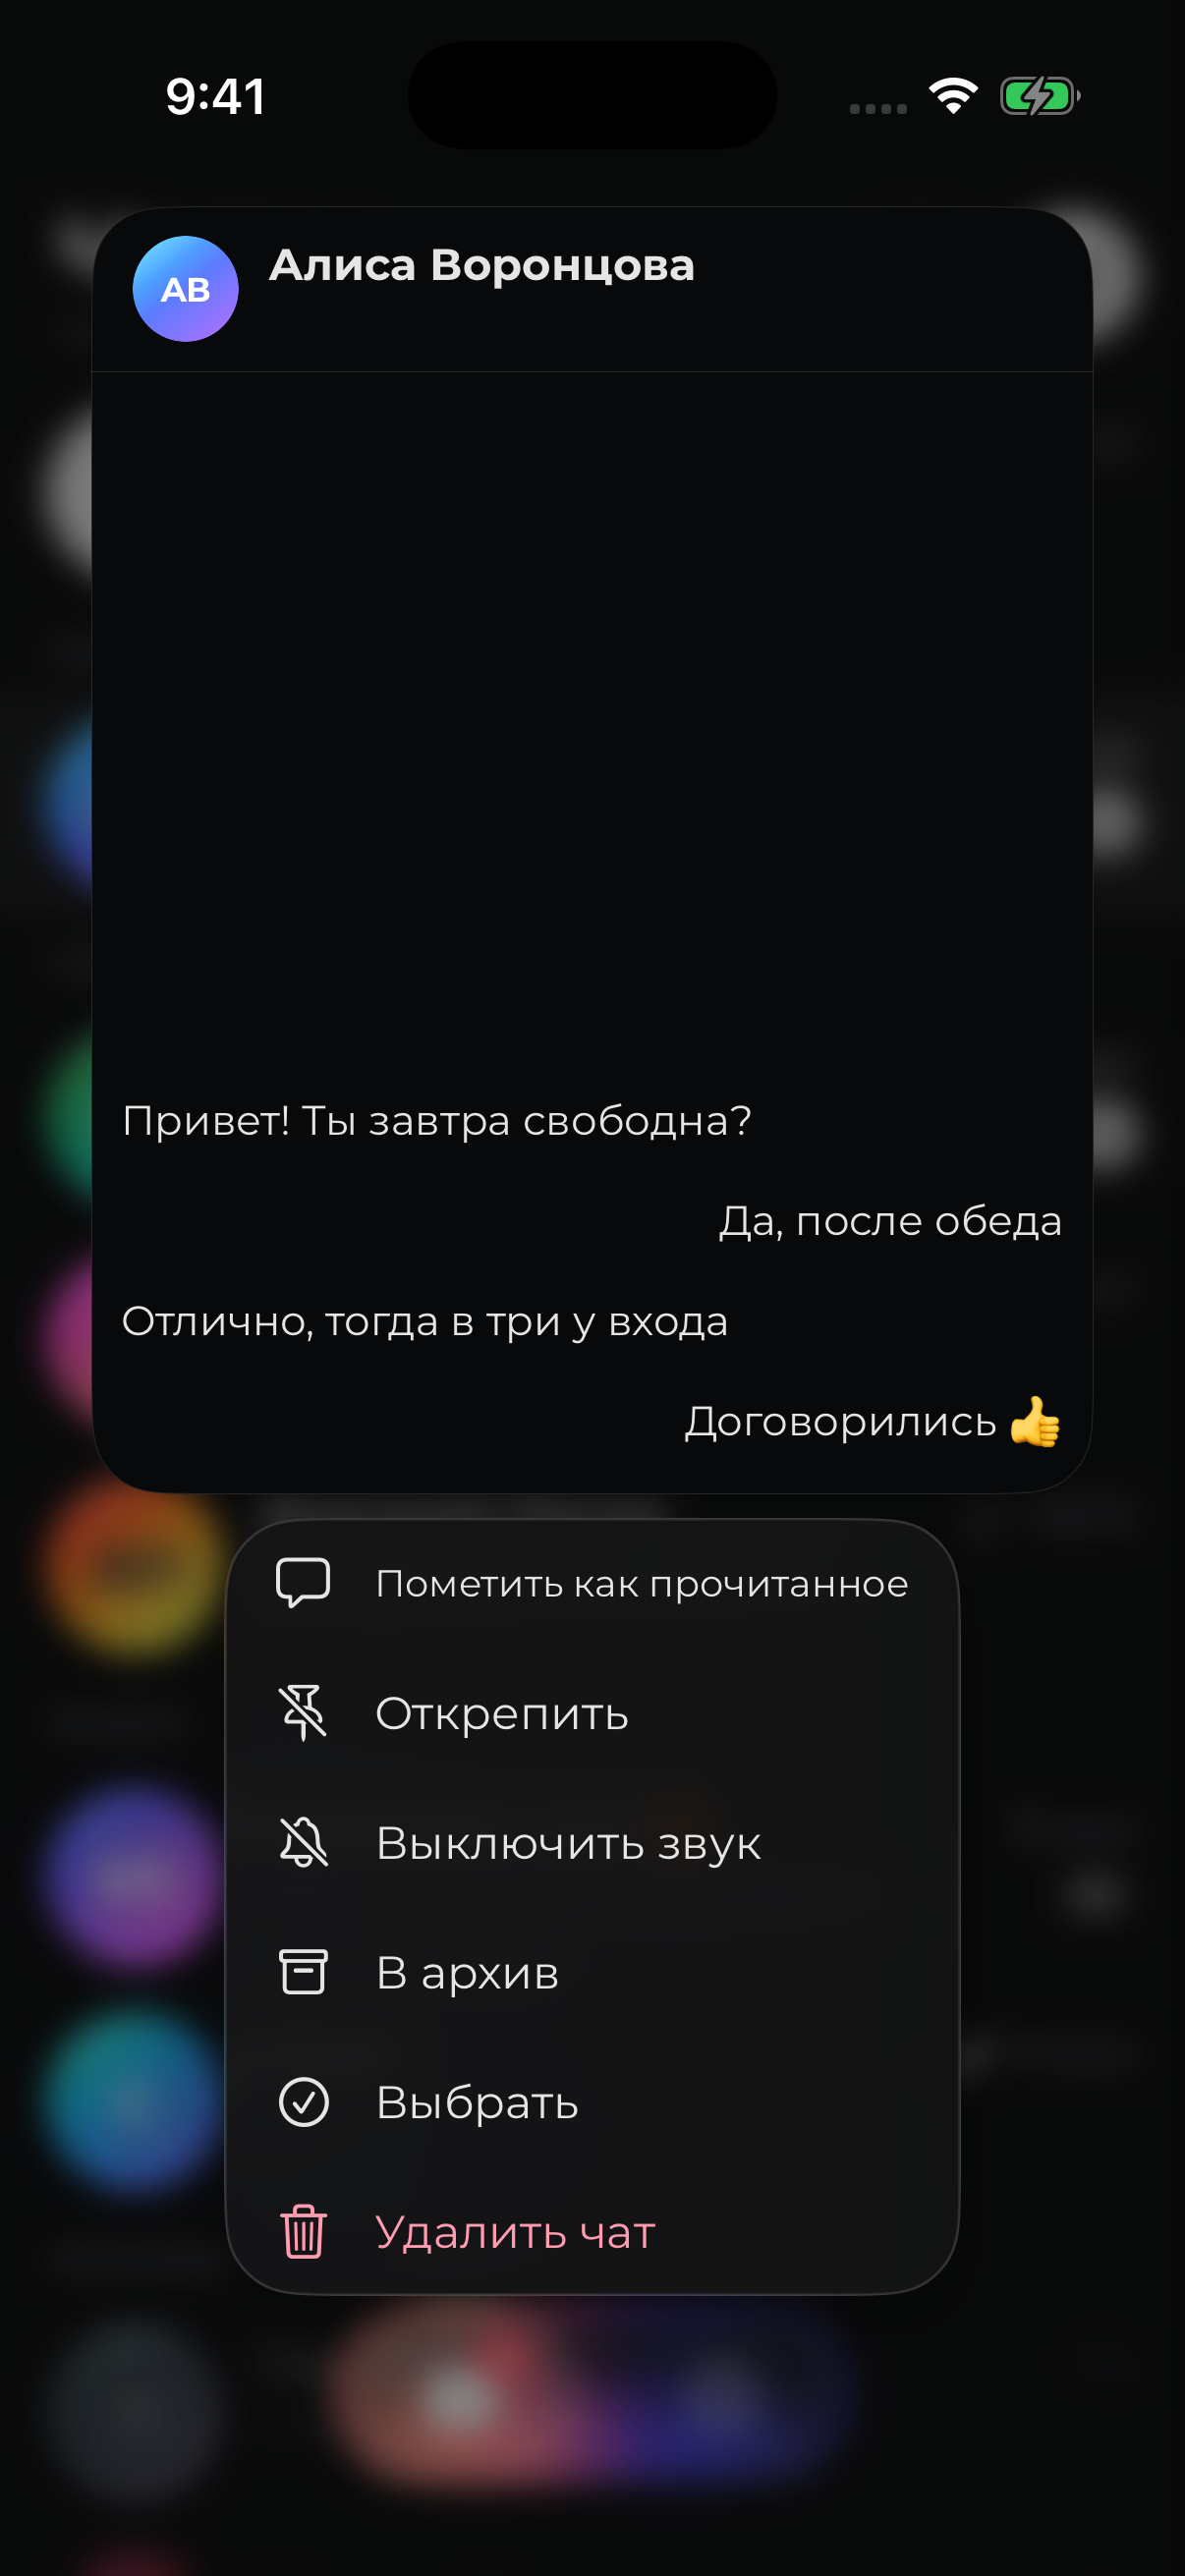 9:41
АВ
Алиса Воронцова
Привет! Ты завтра свободна?
Да, после обеда
Отлично, тогда в три у входа
Договорились 👍
Пометить как прочитанное
Открепить
Выключить звук
В архив
Выбрать
Удалить чат